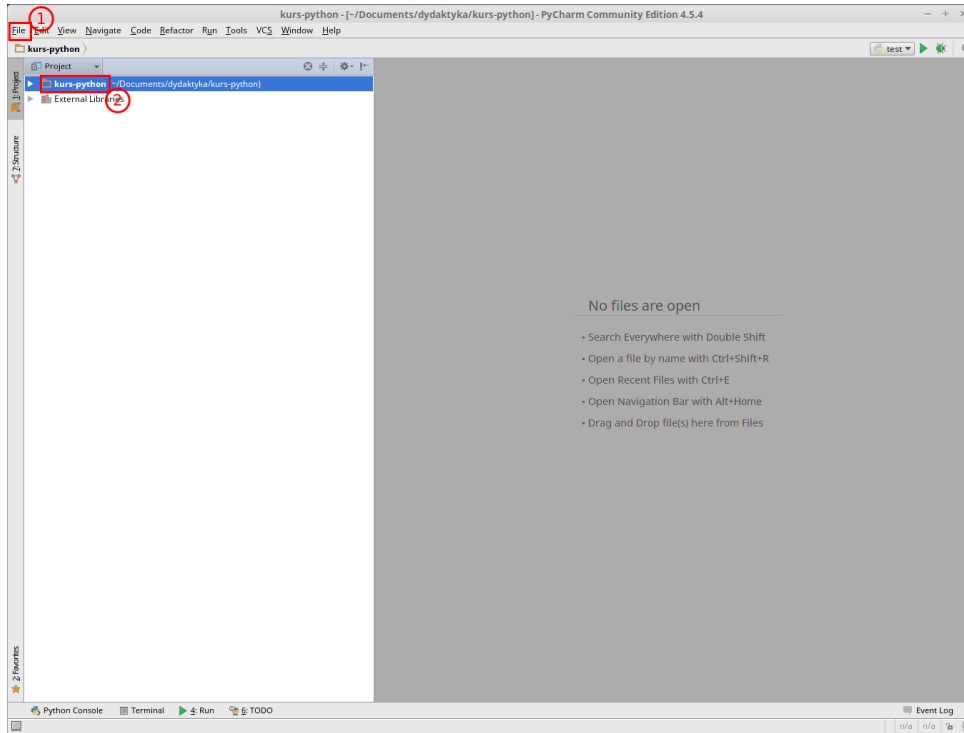 kurs-python - [~/Documents/dydaktyka/kurs-python] - PyCharm Community Edition 4.5.4
1
File Edit View Navigate Code Refactor Run Tools VCS Window Help
kurs-python
test
Project
1: Project
kurs-python (~/Documents/dydaktyka/kurs-python)
External Libraries
2
7: Structure
No files are open
• Search Everywhere with Double Shift
• Open a file by name with Ctrl+Shift+R
• Open Recent Files with Ctrl+E
• Open Navigation Bar with Alt+Home
• Drag and Drop file(s) here from Files
2: Favorites
Python Console Terminal 4: Run 6: TODO Event Log
n/a n/a